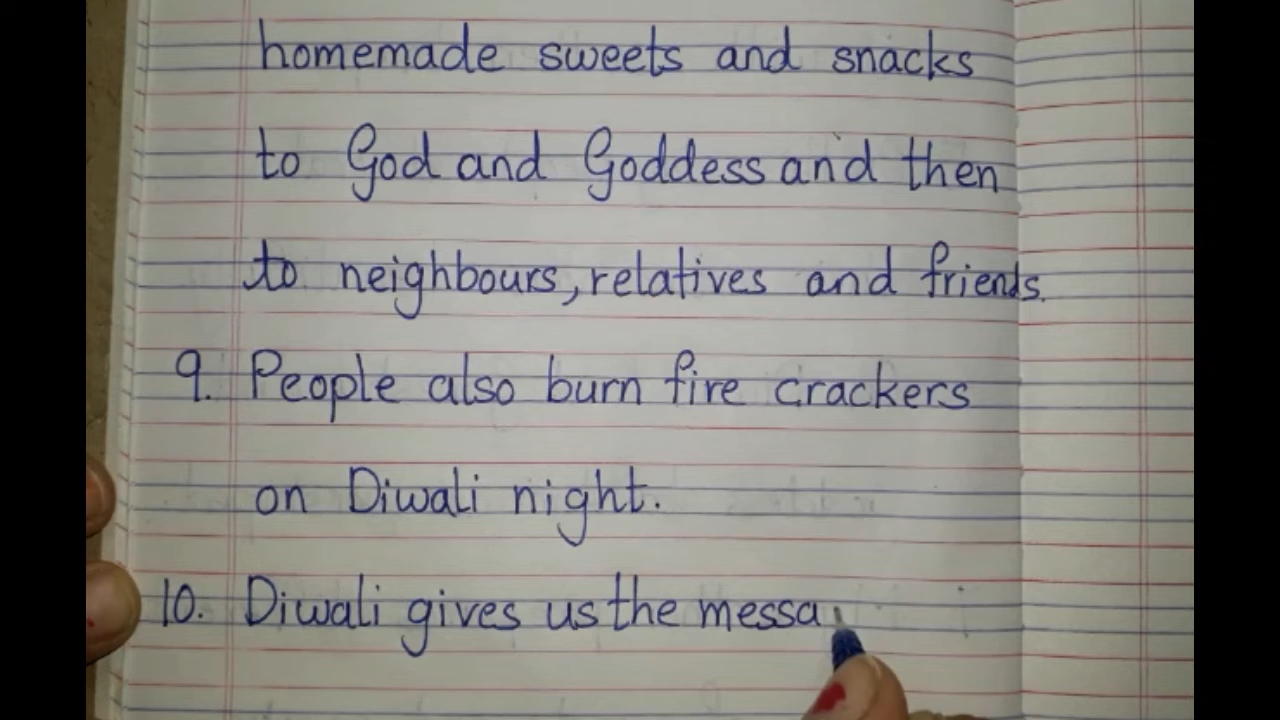 homemade sweets and snacks
to God and Goddess and then
to neighbours, relatives and friends.
9. People also burn fire crackers
on Diwali night.
10. Diwali gives us the messa